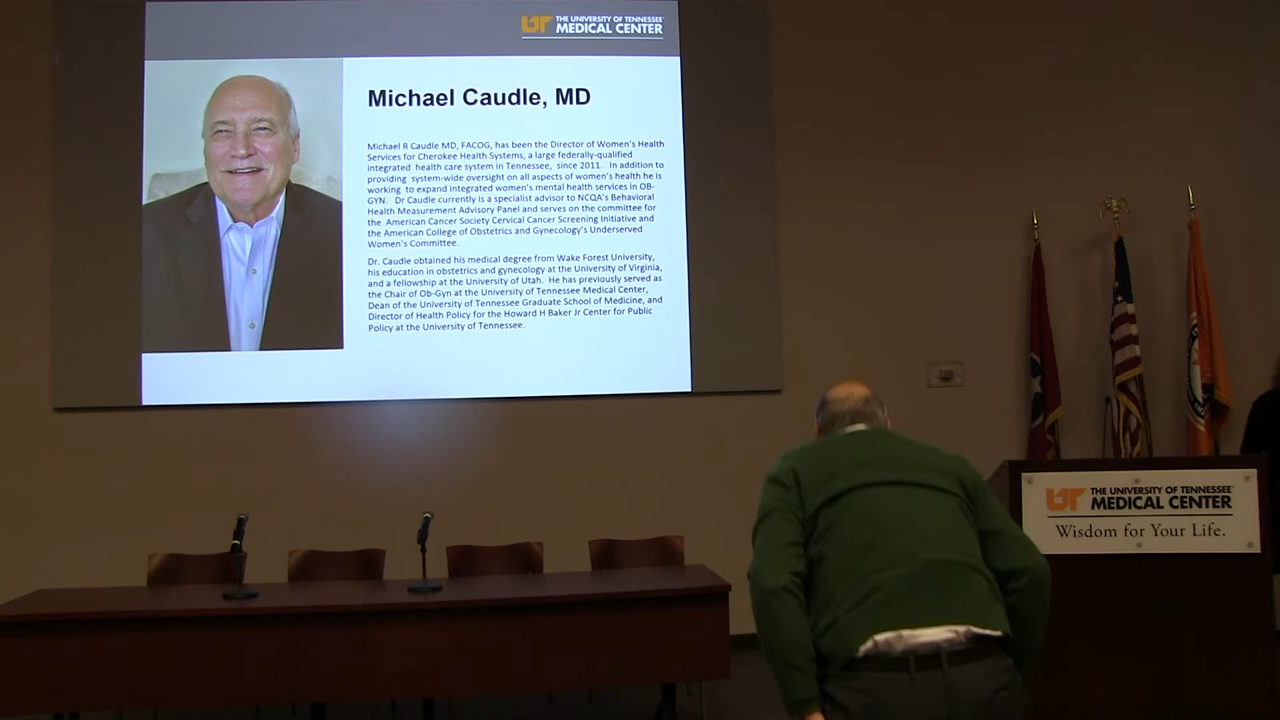 UT THE UNIVERSITY OF TENNESSEE
MEDICAL CENTER
Michael Caudle, MD
Michael R Caudle MD, FACOG, has been the Director of Women's Health
Services for Cherokee Health Systems, a large federally-qualified
integrated health care system in Tennessee, since 2011. In addition to
providing system-wide oversight on all aspects of women's health he is
working to expand integrated women's mental health services in OB-
GYN. Dr Caudle currently is a specialist advisor to NCQA's Behavioral
Health Measurement Advisory Panel and serves on the committee for
the American Cancer Society Cervical Cancer Screening Initiative and
the American College of Obstetrics and Gynecology's Underserved
Women's Committee.
Dr. Caudle obtained his medical degree from Wake Forest University,
his education in obstetrics and gynecology at the University of Virginia,
and a fellowship at the University of Utah. He has previously served as
the Chair of Ob-Gyn at the University of Tennessee Medical Center,
Dean of the University of Tennessee Graduate School of Medicine, and
Director of Health Policy for the Howard H Baker Jr Center for Public
Policy at the University of Tennessee.
UT THE UNIVERSITY OF TENNESSEE
MEDICAL CENTER
Wisdom for Your Life.